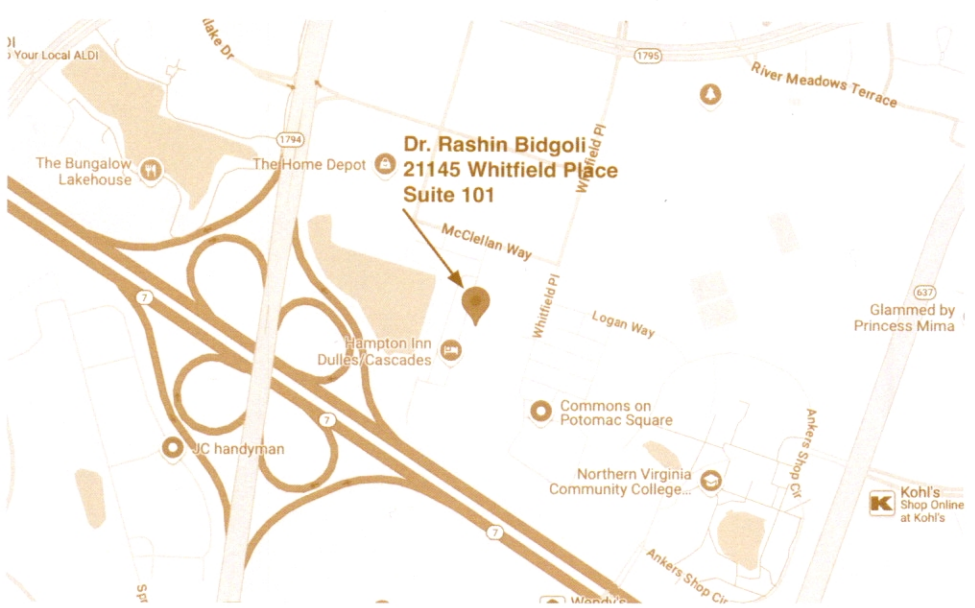 Your Local ALDI
lake Dr
1795
River Meadows Terrace
1794
The Bungalow
Lakehouse
The Home Depot
Dr. Rashin Bidgoli
21145 Whitfield Place
Suite 101
Whitfield Pl
McClellan Way
7
Whitfield Pl
Logan Way
637
Glammed by
Princess Mima
Hampton Inn
Dulles/Cascades
7
Commons on
Potomac Square
JC handyman
Ankers Shop Cir
Northern Virginia
Community College...
Kohl's
Shop Online
at Kohl's
7
Ankers Shop Cir
Wendy's